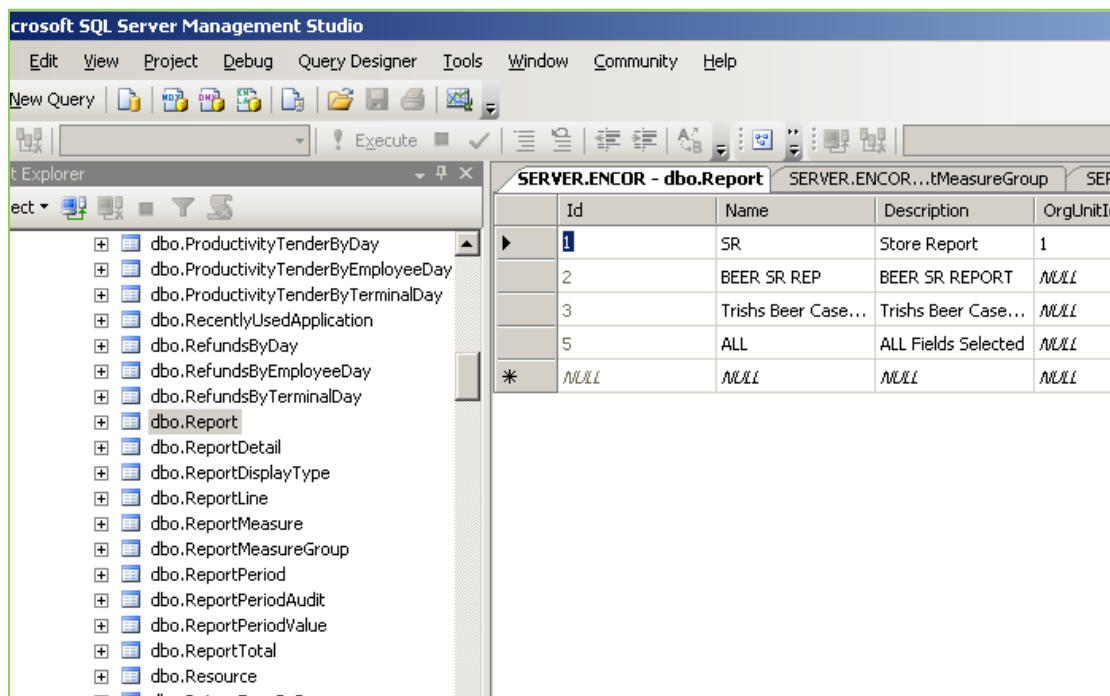 crosoft SQL Server Management Studio
Edit View Project Debug Query Designer Tools Window Community Help
New Query
Execute
t Explorer
ect
SERVER.ENCOR - dbo.Report SERVER.ENCOR...tMeasureGroup SER
Id Name Description OrgUnitI
1 SR Store Report 1
2 BEER SR REP BEER SR REPORT NULL
3 Trishs Beer Case... Trishs Beer Case... NULL
5 ALL ALL Fields Selected NULL
NULL NULL NULL NULL
dbo.ProductivityTenderByDay
dbo.ProductivityTenderByEmployeeDay
dbo.ProductivityTenderByTerminalDay
dbo.RecentlyUsedApplication
dbo.RefundsByDay
dbo.RefundsByEmployeeDay
dbo.RefundsByTerminalDay
dbo.Report
dbo.ReportDetail
dbo.ReportDisplayType
dbo.ReportLine
dbo.ReportMeasure
dbo.ReportMeasureGroup
dbo.ReportPeriod
dbo.ReportPeriodAudit
dbo.ReportPeriodValue
dbo.ReportTotal
dbo.Resource